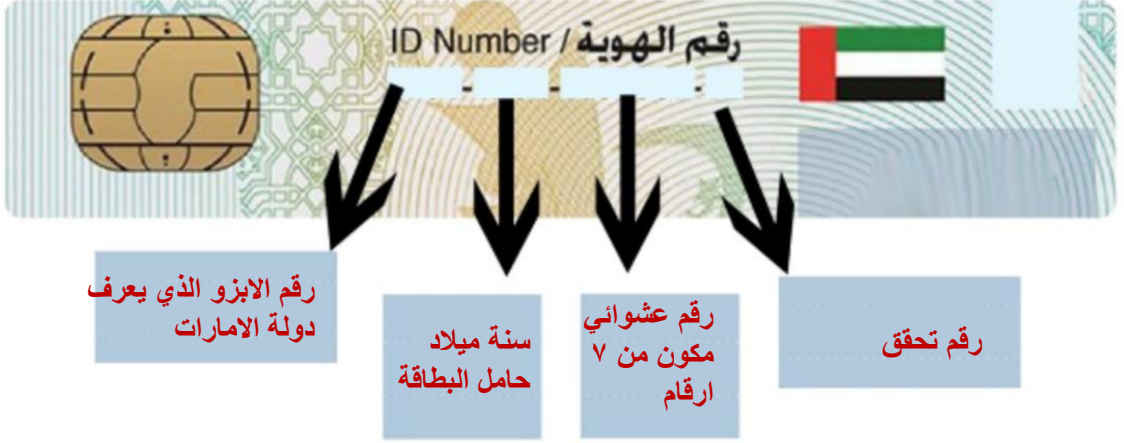 ID Number / رقم الهوية
رقم الابزو الذي يعرف
دولة الامارات
سنة ميلاد
حامل البطاقة
رقم عشوائي
مكون من ٧
ارقام
رقم تحقق